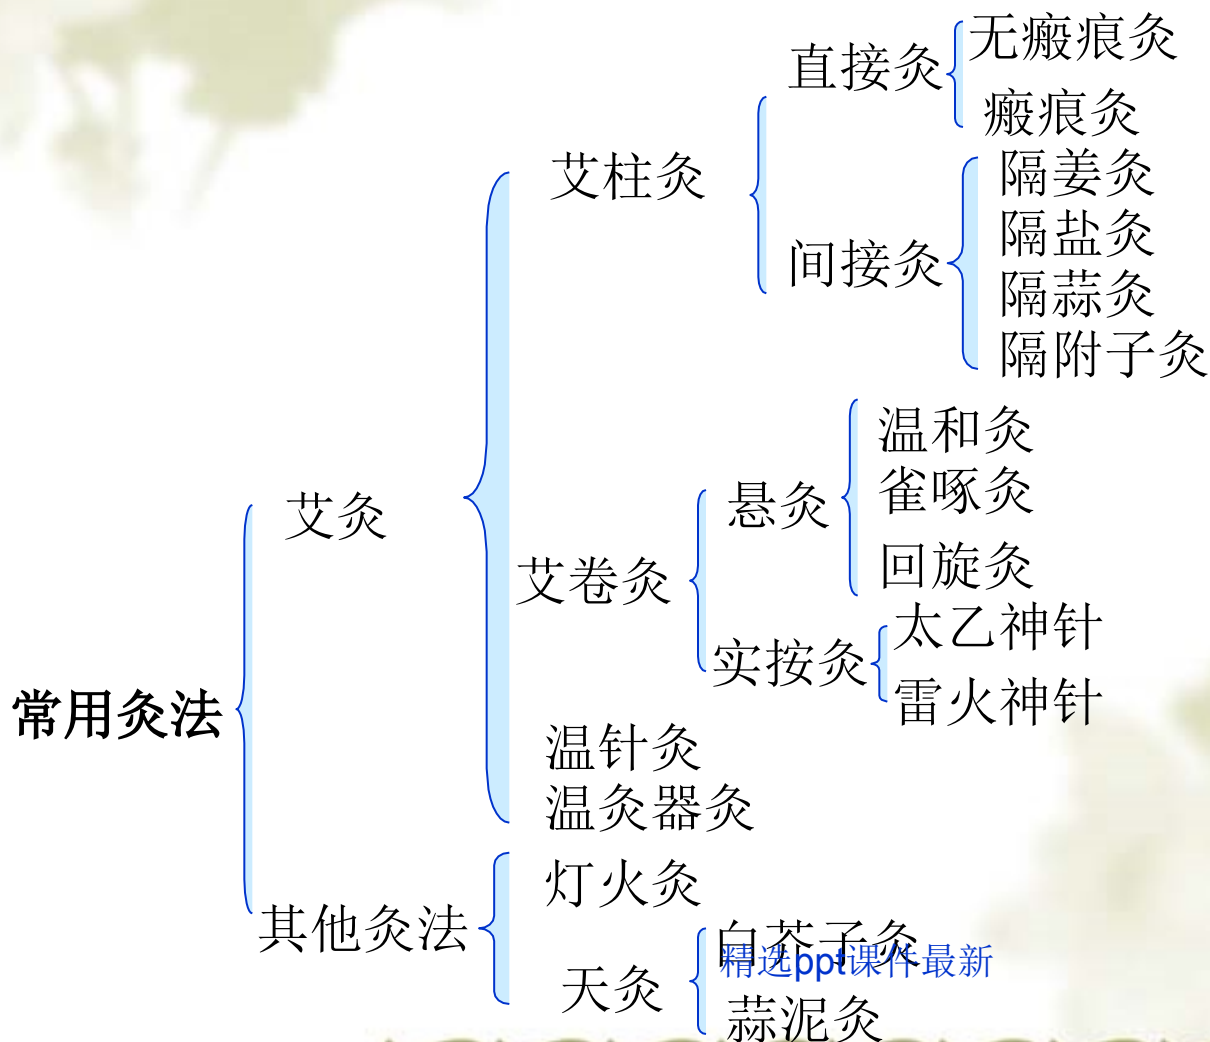 无瘢痕灸
直接灸
瘢痕灸
艾柱灸
隔姜灸
隔盐灸
间接灸
隔蒜灸
隔附子灸
温和灸
悬灸
雀啄灸
艾灸
回旋灸
艾卷灸
太乙神针
实按灸
雷火神针
常用灸法
温针灸
温灸器灸
灯火灸
其他灸法
白芥子灸
精选ppt课件最新
天灸
蒜泥灸